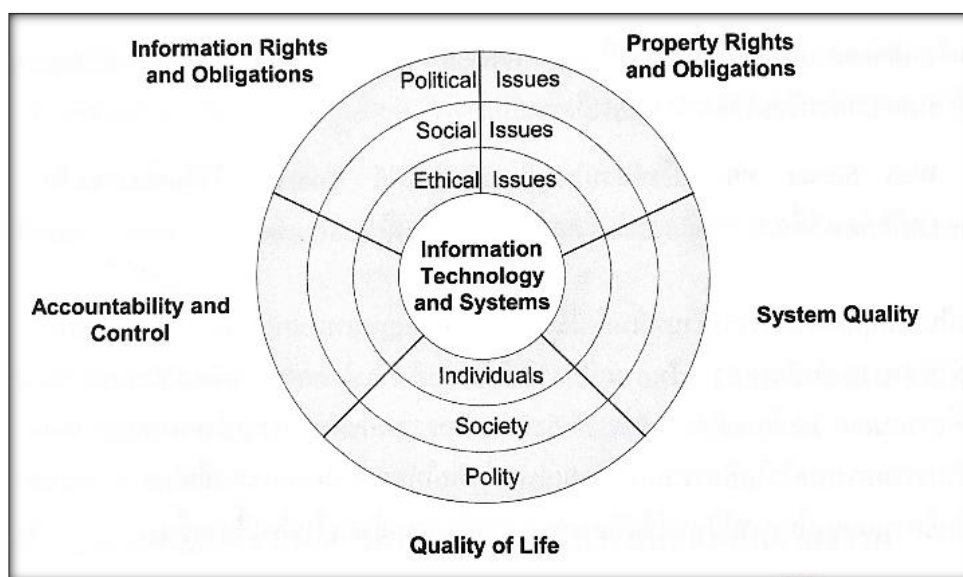 Information Rights
and Obligations
Property Rights
and Obligations
Political Issues
Social Issues
Ethical Issues
Information
Technology
and Systems
Accountability and
Control
System Quality
Individuals
Society
Polity
Quality of Life